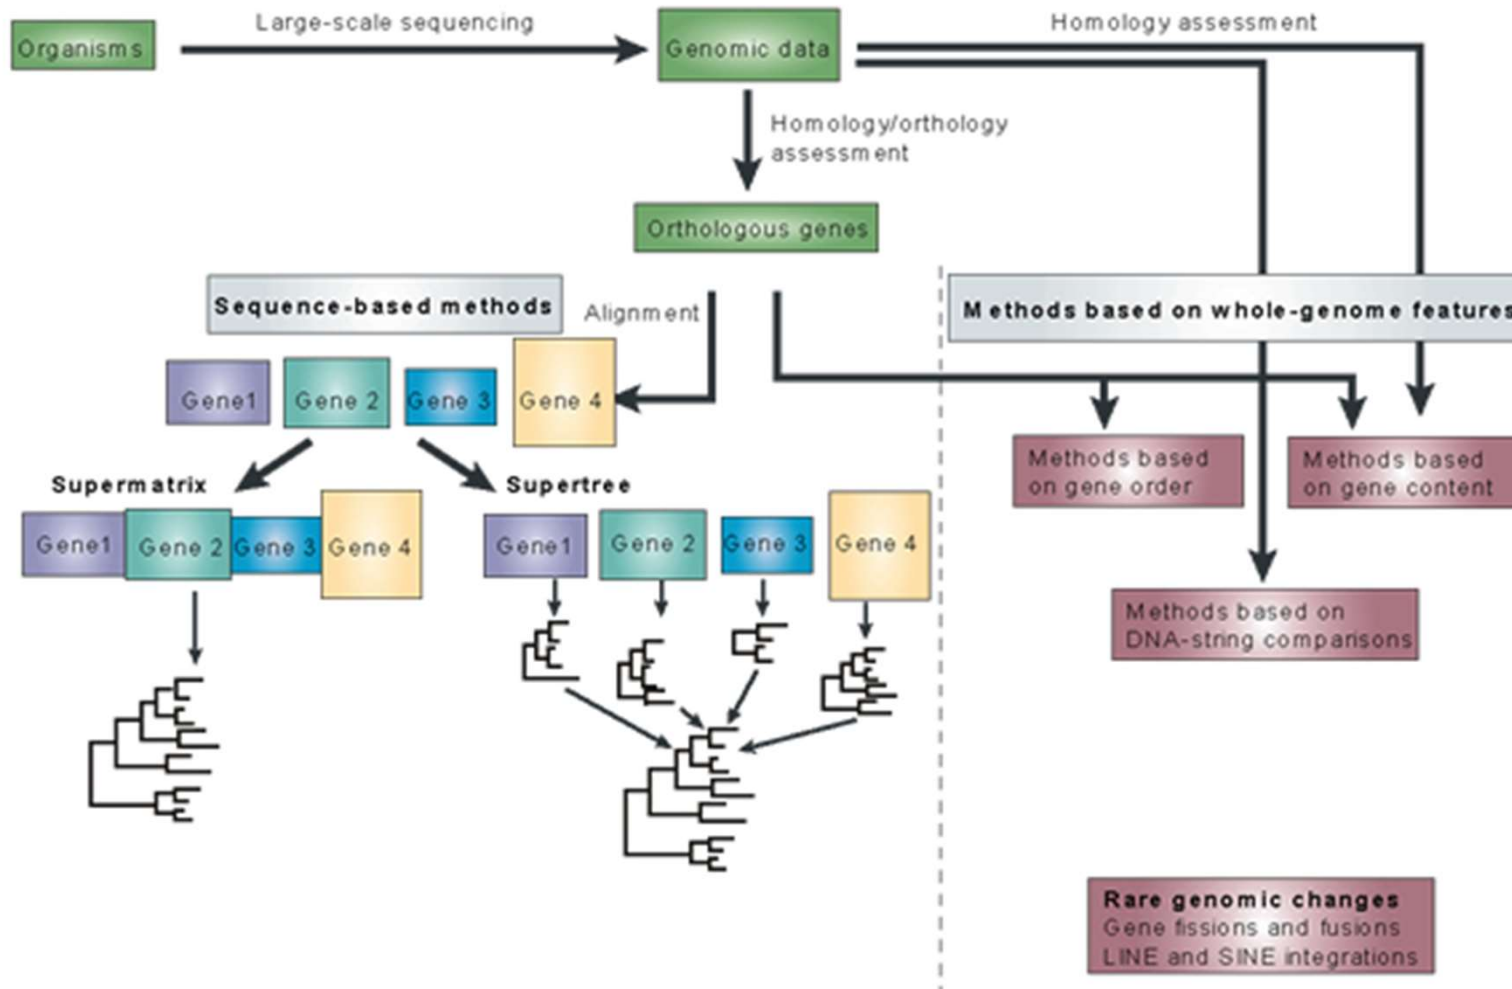 Large-scale sequencing
Homology assessment
Organisms
Genomic data
Homology/orthology
assessment
Orthologous genes
Sequence-based methods
Alignment
Methods based on whole-genome features
Gene1
Gene 2
Gene 3
Gene 4
Supermatrix
Supertree
Methods based
on gene order
Methods based
on gene content
Gene1
Gene 2
Gene 3
Gene 4
Gene1
Gene 2
Gene 3
Gene 4
Methods based on
DNA-string comparisons
Rare genomic changes
Gene fissions and fusions
LINE and SINE integrations